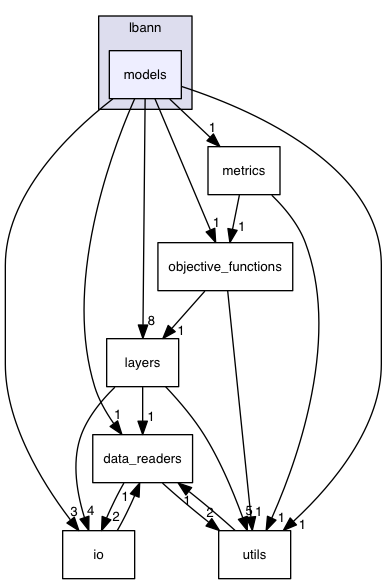 lbann
models
1
metrics
1
1
objective_functions
8
1
layers
1
1
data_readers
3
4
1
2
1
2
5
1
1
1
io
utils